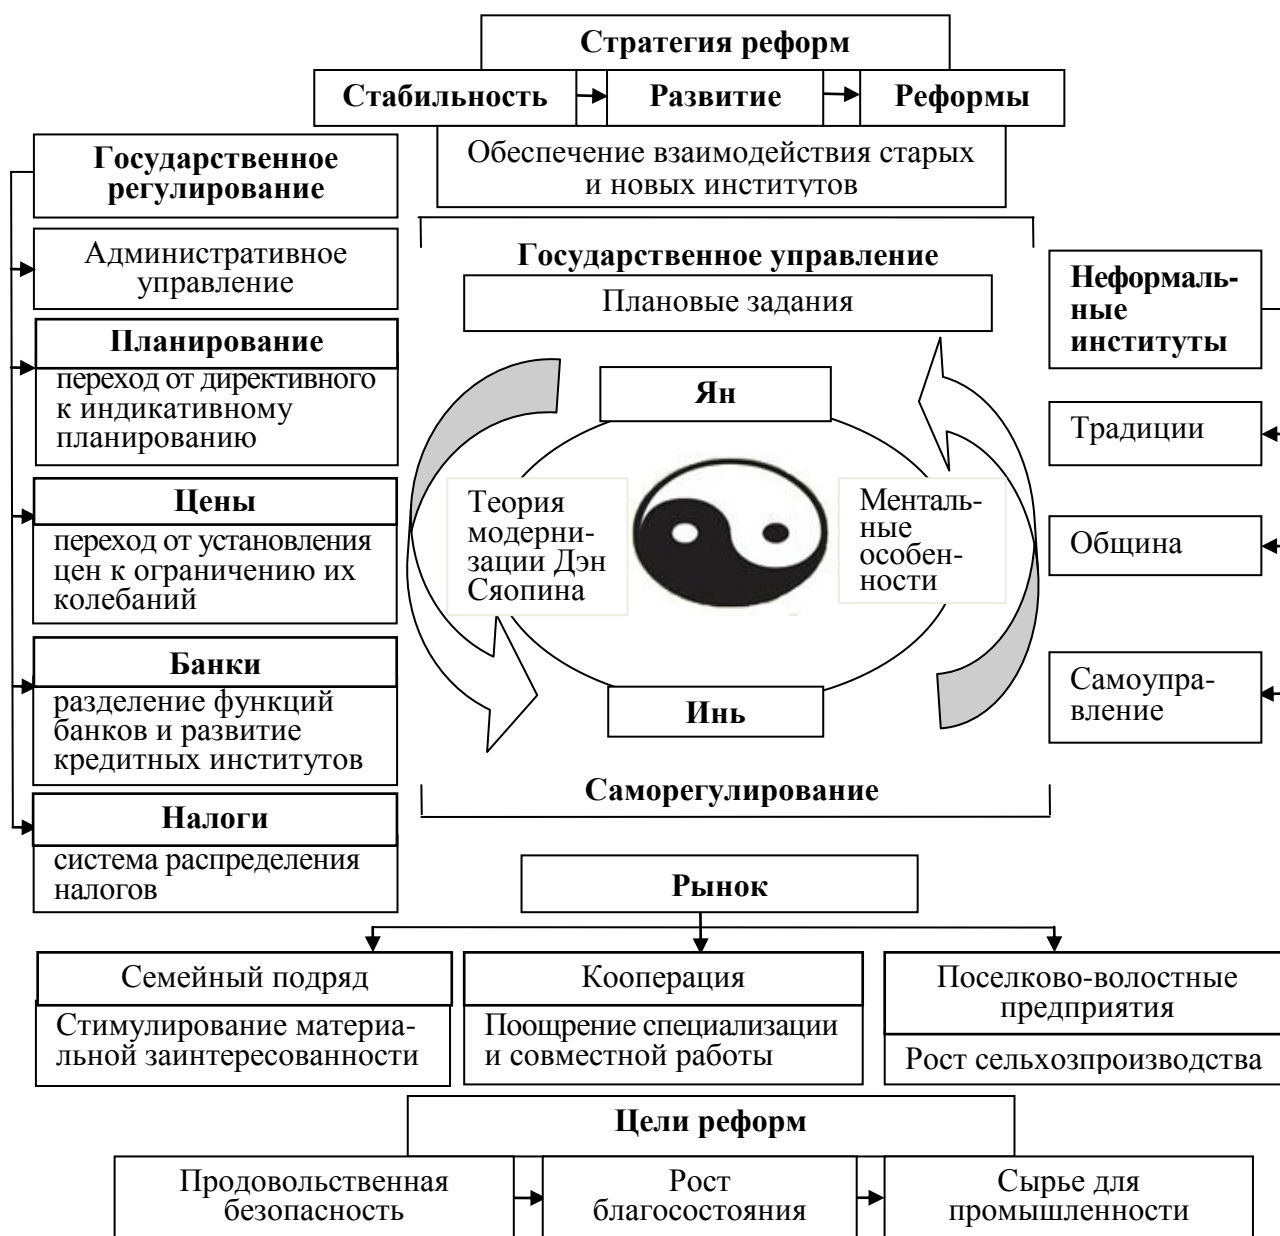 Стратегия реформ
Стабильность
Развитие
Реформы
Обеспечение взаимодействия старых
и новых институтов
Государственное
регулирование
Административное
управление
Планирование
переход от директивного
к индикативному
планированию
Цены
переход от установления
цен к ограничению их
колебаний
Банки
разделение функций
банков и развитие
кредитных институтов
Налоги
система распределения
налогов
Государственное управление
Плановые задания
Ян
Теория
модерни-
зации Дэн
Сяопина
Менталь-
ные
особен-
ности
Инь
Саморегулирование
Неформаль-
ные
институты
Традиции
Община
Самоупра-
вление
Рынок
Семейный подряд
Стимулирование материа-
льной заинтересованности
Кооперация
Поощрение специализации
и совместной работы
Поселково-волостные
предприятия
Рост сельхозпроизводства
Цели реформ
Продовольственная
безопасность
Рост
благосостояния
Сырье для
промышленности